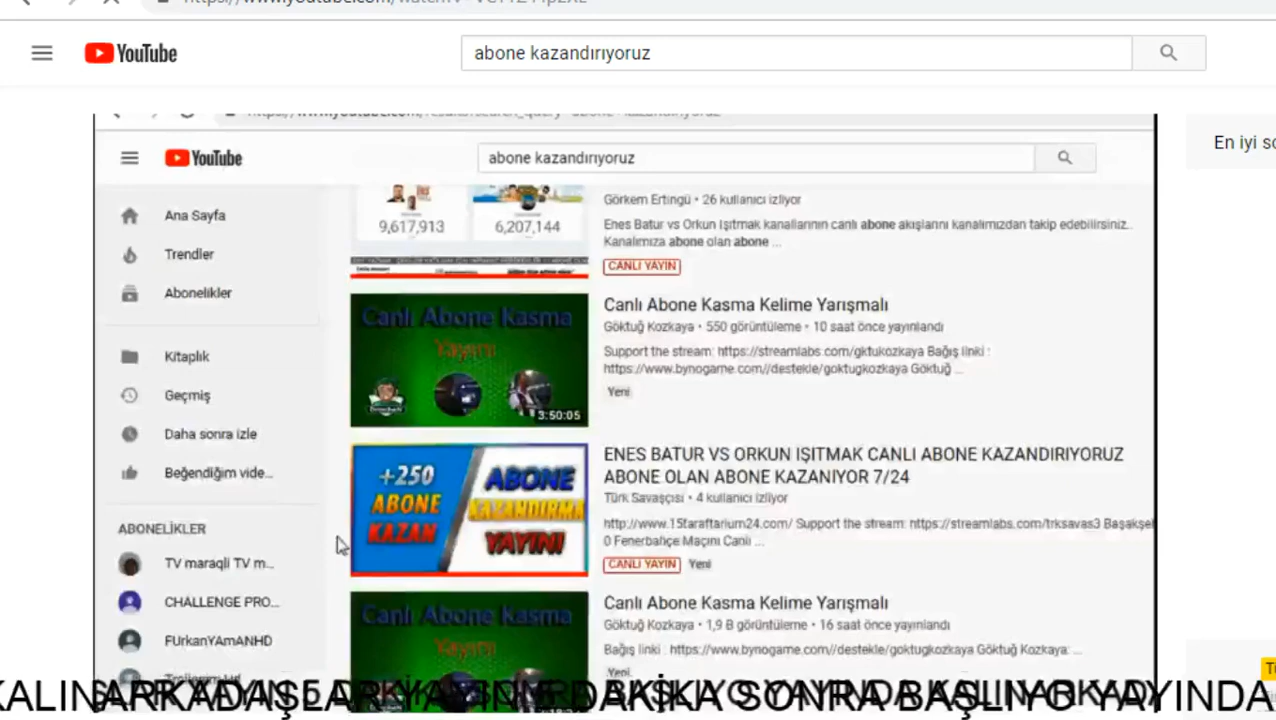 YouTube
abone kazandırıyoruz
En iyi so
YouTube
abone kazandırıyoruz
Ana Sayfa
Trendler
Abonelikler
Kitaplık
Geçmiş
Daha sonra izle
Beğendiğim vide...
ABONELİKLER
TV maraqli TV m...
CHALLENGE PRO...
FUrkanYAmANHD
9,617,913
6,207,144
Görkem Ertingü • 26 kullanıcı izliyor
Enes Batur vs Orkun Işıtmak kanallarının canlı abone akışlarını kanalımızdan takip edebilirsiniz..
Kanalımıza abone olan abone ...
CANLI YAYIN
Canlı Abone Kasma
Yayını
3:50:05
Canlı Abone Kasma Kelime Yarışmalı
Göktuğ Kozkaya • 550 görüntüleme • 10 saat önce yayınlandı
Support the stream: https://streamlabs.com/gktukozkaya Bağış linki :
https://www.bynogame.com//destekle/goktugkozkaya Göktuğ ...
Yeni
+250
ABONE
KAZAN
ABONE
KAZANDIRMA
YAYINI
ENES BATUR VS ORKUN IŞITMAK CANLI ABONE KAZANDIRIYORUZ
ABONE OLAN ABONE KAZANIYOR 7/24
Türk Savaşçısı • 4 kullanıcı izliyor
http://www.15taraftarium24.com/ Support the stream: https://streamlabs.com/trksavas3 Başakşel
0 Fenerbahçe Maçını Canlı ...
CANLI YAYIN Yeni
Canlı Abone Kasma
Yayını
Canlı Abone Kasma Kelime Yarışmalı
Göktuğ Kozkaya • 1,9 B görüntüleme • 16 saat önce yayınlandı
Bağış linki : https://www.bynogame.com//destekle/goktugkozkaya Göktuğ Kozkaya: ...
Yeni
DAKİKA SONRA BAŞLIYO YAYINDA